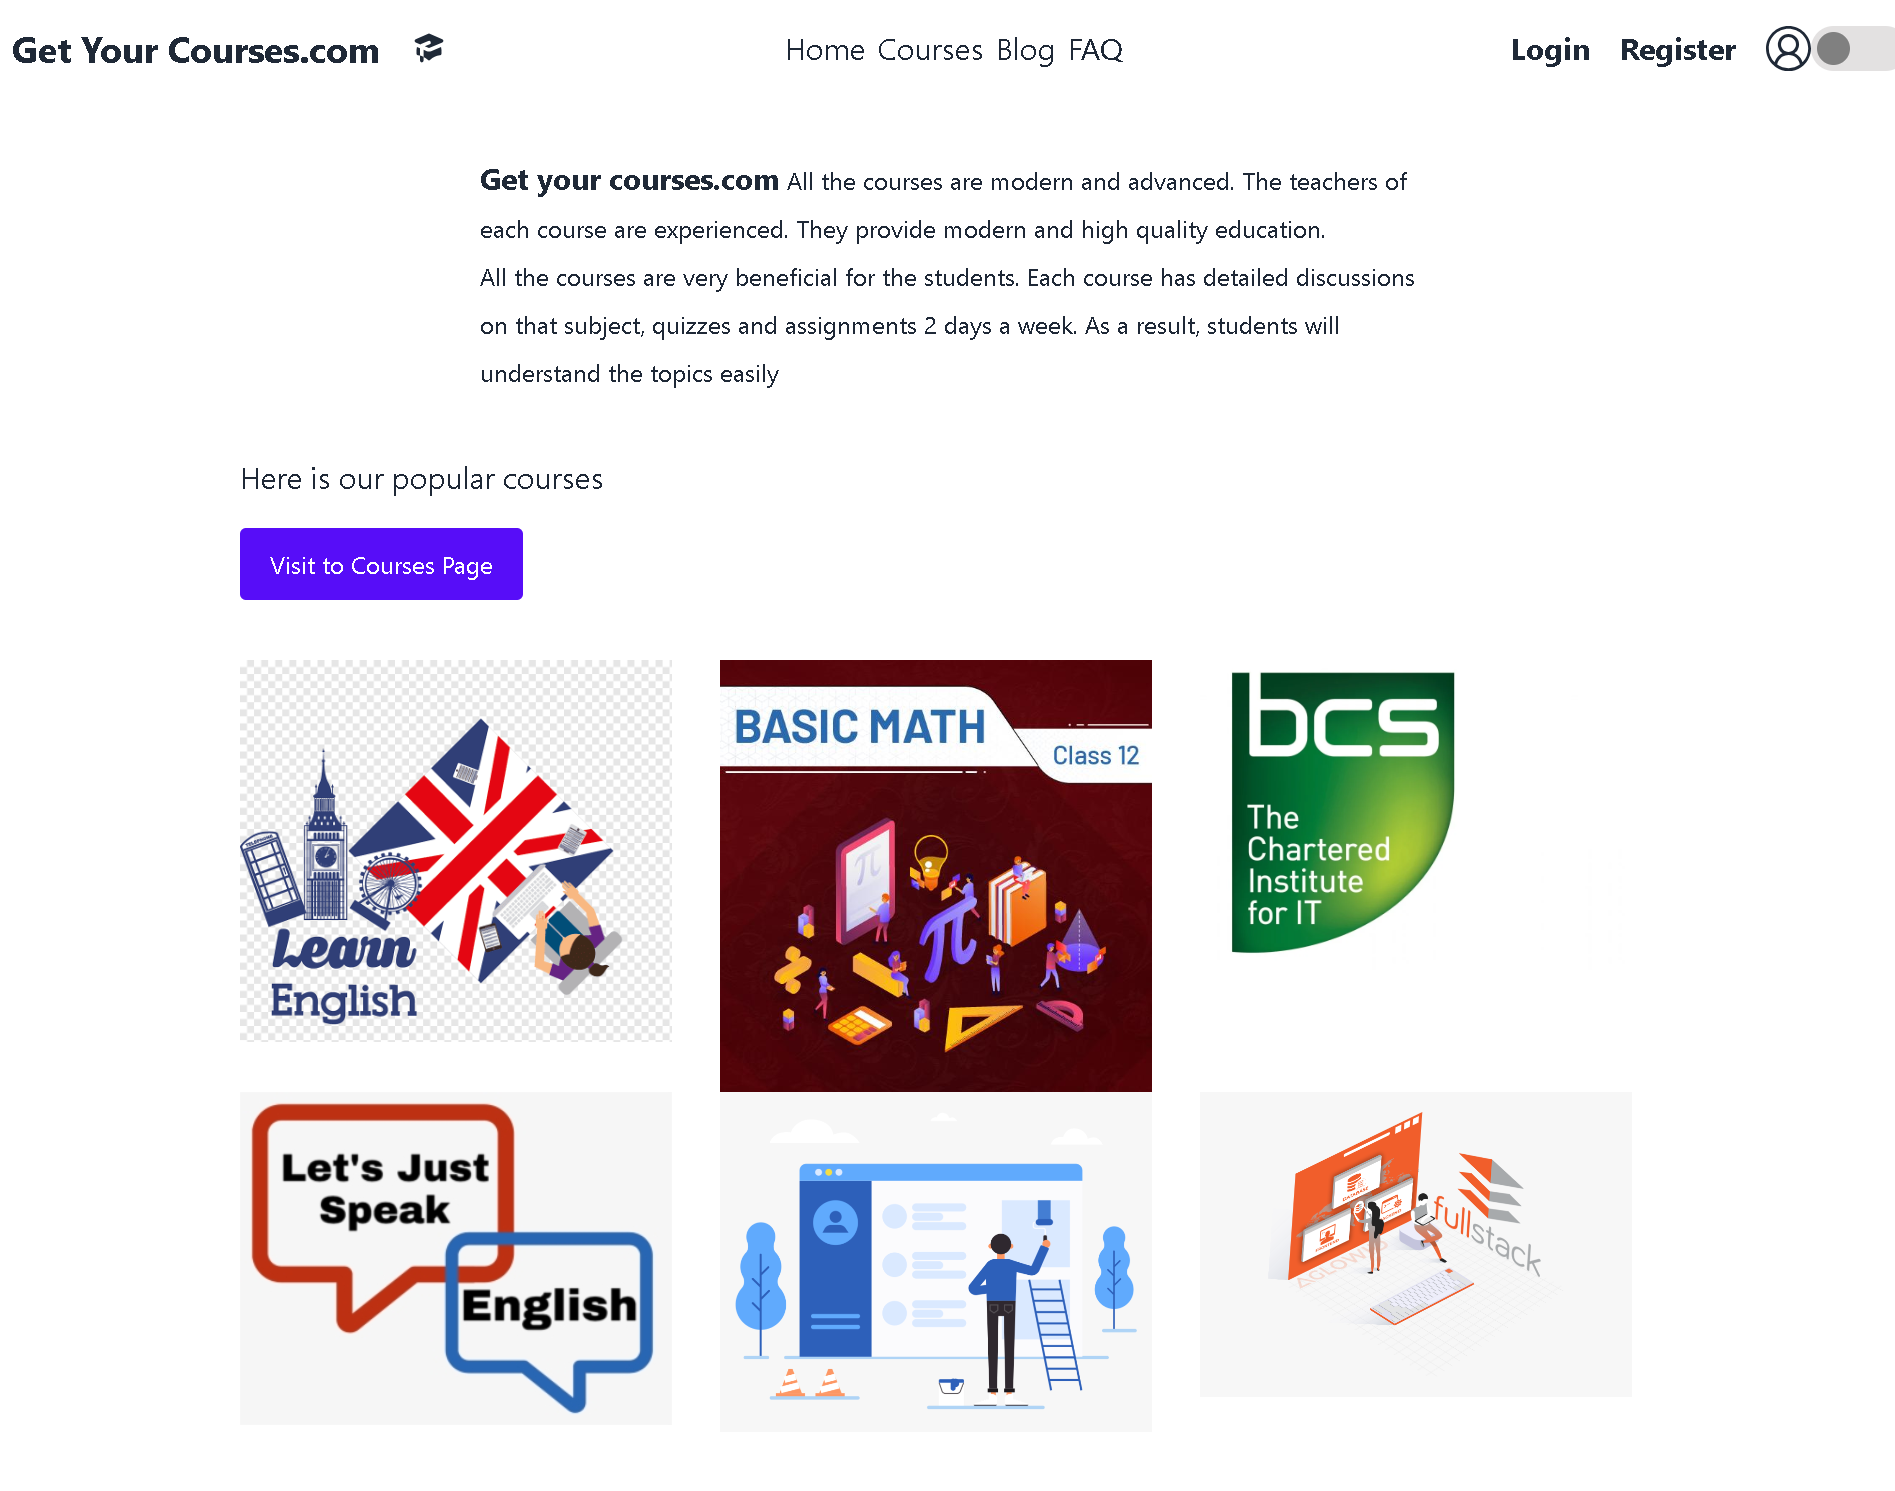 Get Your Courses.com
Home Courses Blog FAQ
Login Register
Get your courses.com All the courses are modern and advanced. The teachers of
each course are experienced. They provide modern and high quality education.
All the courses are very beneficial for the students. Each course has detailed discussions
on that subject, quizzes and assignments 2 days a week. As a result, students will
understand the topics easily
Here is our popular courses
Visit to Courses Page
TELEPHONE
Learn
English
BASIC MATH
Class 12
π
π
bcs
The
Chartered
Institute
for IT
Let's Just
Speak
English
DATABASE
fullstack